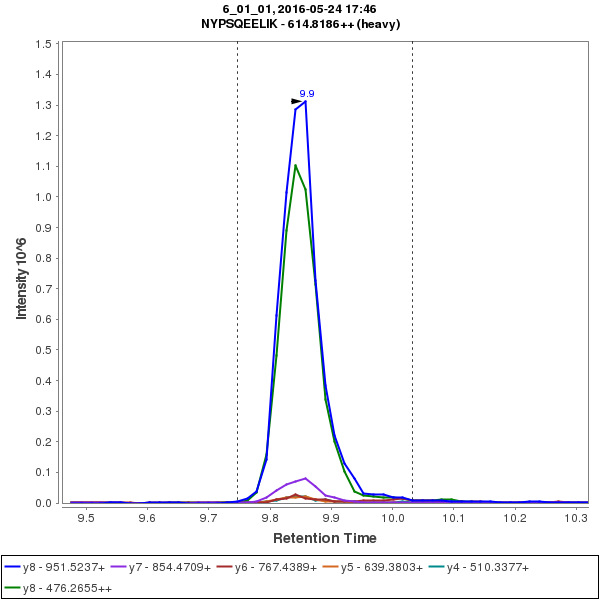 6_01_01, 2016-05-24 17:46
NYPSQEELIK - 614.8186++ (heavy)
1.5
1.4
1.3
1.2
1.1
1.0
0.9
0.8
0.7
0.6
0.5
0.4
0.3
0.2
0.1
0.0
Intensity 10^6
9.9
9.5 9.6 9.7 9.8 9.9 10.0 10.1 10.2 10.3
Retention Time
y8 - 951.5237+ y7 - 854.4709+ y6 - 767.4389+ y5 - 639.3803+ y4 - 510.3377+
y8 - 476.2655++